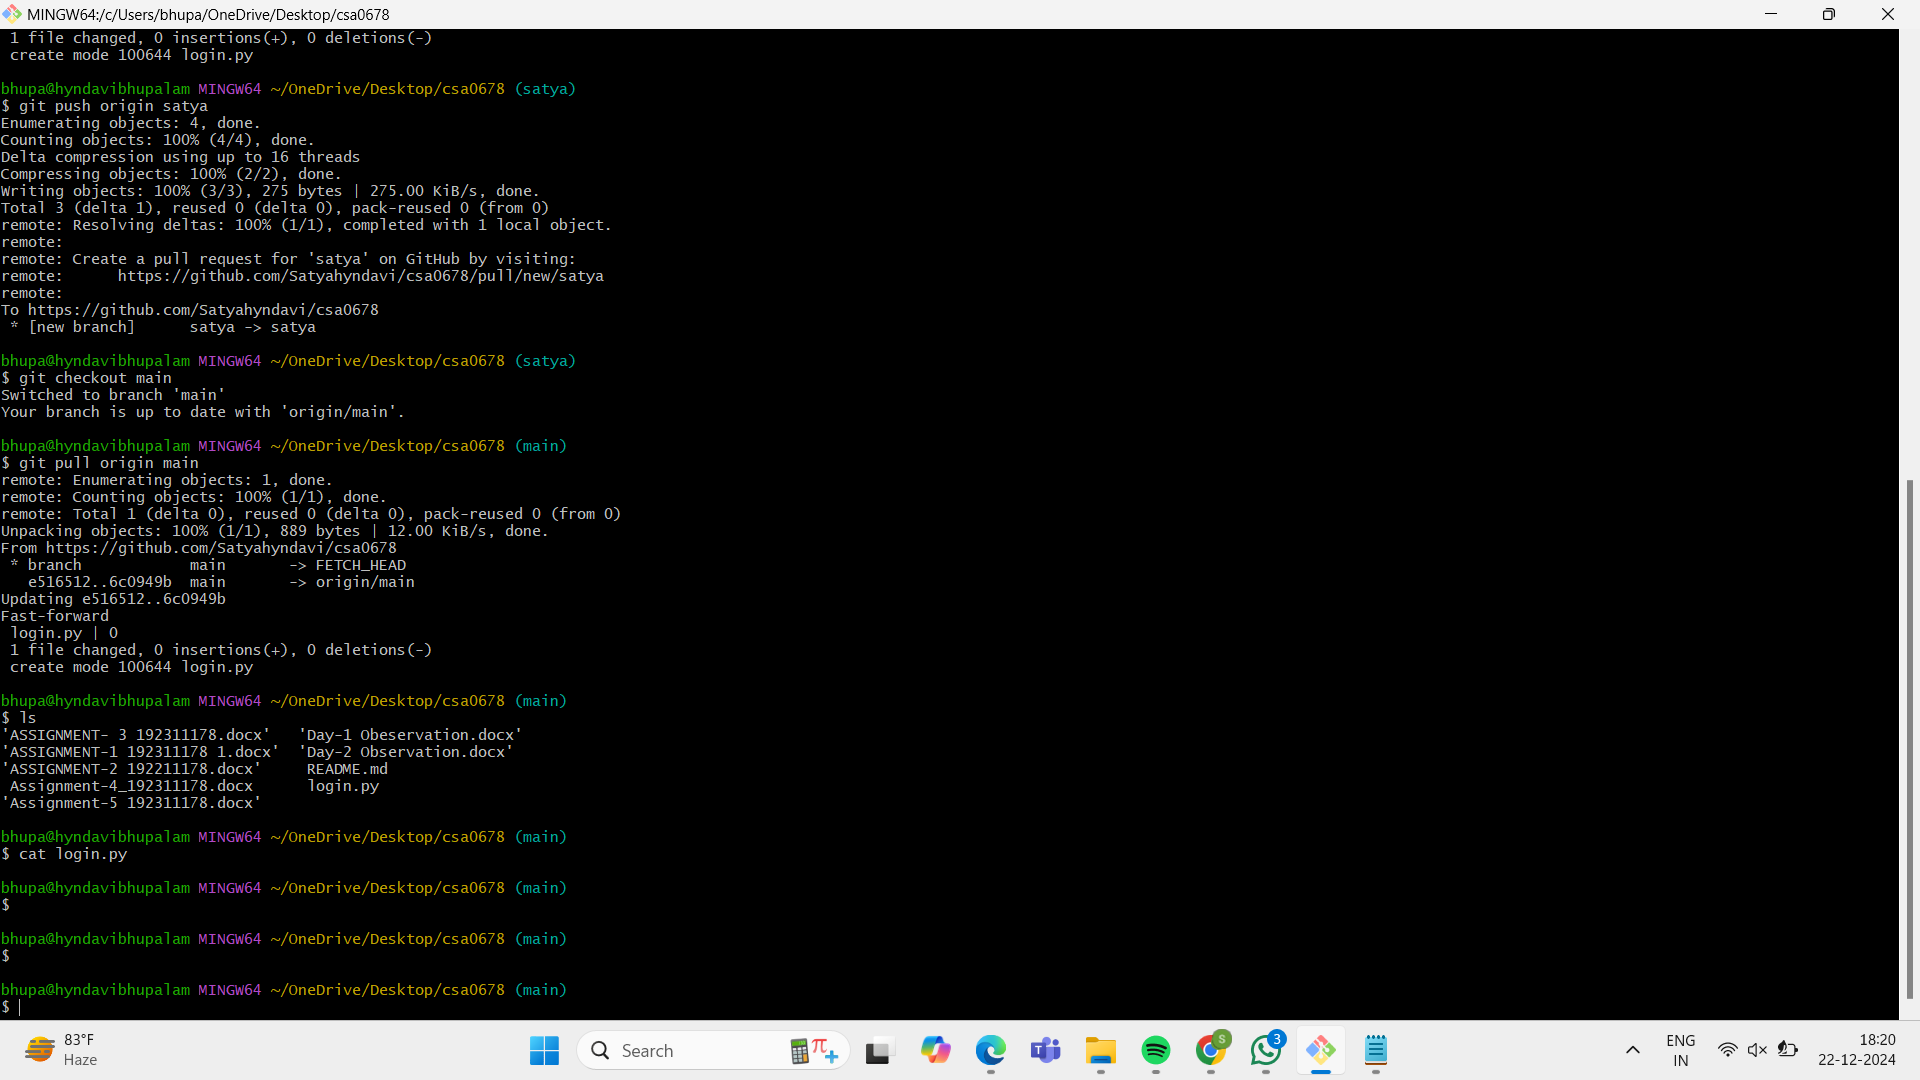 MINGW64:/c/Users/bhupa/OneDrive/Desktop/csa0678
1 file changed, 0 insertions(+), 0 deletions(-)
create mode 100644 login.py
bhupa@hyndavibhupalam MINGW64 ~/OneDrive/Desktop/csa0678 (satya)
$ git push origin satya
Enumerating objects: 4, done.
Counting objects: 100% (4/4), done.
Delta compression using up to 16 threads
Compressing objects: 100% (2/2), done.
Writing objects: 100% (3/3), 275 bytes | 275.00 KiB/s, done.
Total 3 (delta 1), reused 0 (delta 0), pack-reused 0 (from 0)
remote: Resolving deltas: 100% (1/1), completed with 1 local object.
remote:
remote: Create a pull request for 'satya' on GitHub by visiting:
remote:      https://github.com/Satyahyndavi/csa0678/pull/new/satya
remote:
To https://github.com/Satyahyndavi/csa0678
* [new branch]      satya -> satya
bhupa@hyndavibhupalam MINGW64 ~/OneDrive/Desktop/csa0678 (satya)
$ git checkout main
Switched to branch 'main'
Your branch is up to date with 'origin/main'.
bhupa@hyndavibhupalam MINGW64 ~/OneDrive/Desktop/csa0678 (main)
$ git pull origin main
remote: Enumerating objects: 1, done.
remote: Counting objects: 100% (1/1), done.
remote: Total 1 (delta 0), reused 0 (delta 0), pack-reused 0 (from 0)
Unpacking objects: 100% (1/1), 889 bytes | 12.00 KiB/s, done.
From https://github.com/Satyahyndavi/csa0678
* branch            main       -> FETCH_HEAD
e516512..6c0949b  main       -> origin/main
Updating e516512..6c0949b
Fast-forward
login.py | 0
1 file changed, 0 insertions(+), 0 deletions(-)
create mode 100644 login.py
bhupa@hyndavibhupalam MINGW64 ~/OneDrive/Desktop/csa0678 (main)
$ ls
'ASSIGNMENT- 3 192311178.docx'   'Day-1 Obeservation.docx'
'ASSIGNMENT-1 192311178 1.docx'  'Day-2 Observation.docx'
'ASSIGNMENT-2 192211178.docx'     README.md
Assignment-4_192311178.docx      login.py
'Assignment-5 192311178.docx'
bhupa@hyndavibhupalam MINGW64 ~/OneDrive/Desktop/csa0678 (main)
$ cat login.py
bhupa@hyndavibhupalam MINGW64 ~/OneDrive/Desktop/csa0678 (main)
$
bhupa@hyndavibhupalam MINGW64 ~/OneDrive/Desktop/csa0678 (main)
$
bhupa@hyndavibhupalam MINGW64 ~/OneDrive/Desktop/csa0678 (main)
$
83°F
Haze
Search
S
3
ENG
IN
18:20
22-12-2024